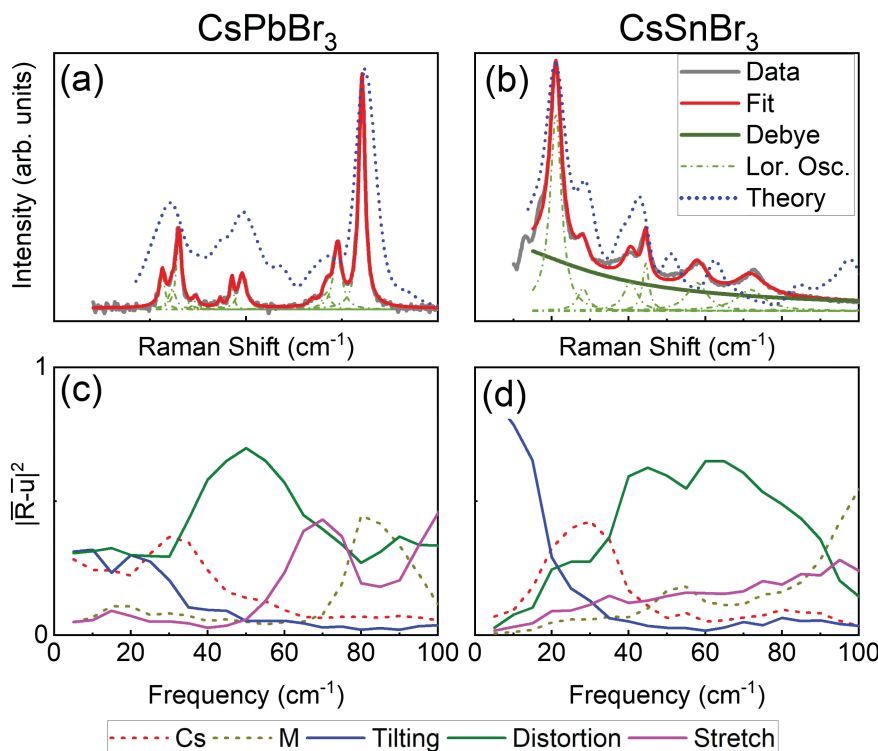 CsPbBr3 CsSnBr3
(a) (b)
Data
Fit
Debye
Lor. Osc.
Theory
Intensity (arb. units)
Raman Shift (cm-1) Raman Shift (cm-1)
(c) (d)
1
0
|R̅-u̅|2
0 20 40 60 80 100 20 40 60 80 100
Frequency (cm-1) Frequency (cm-1)
Cs M Tilting Distortion Stretch